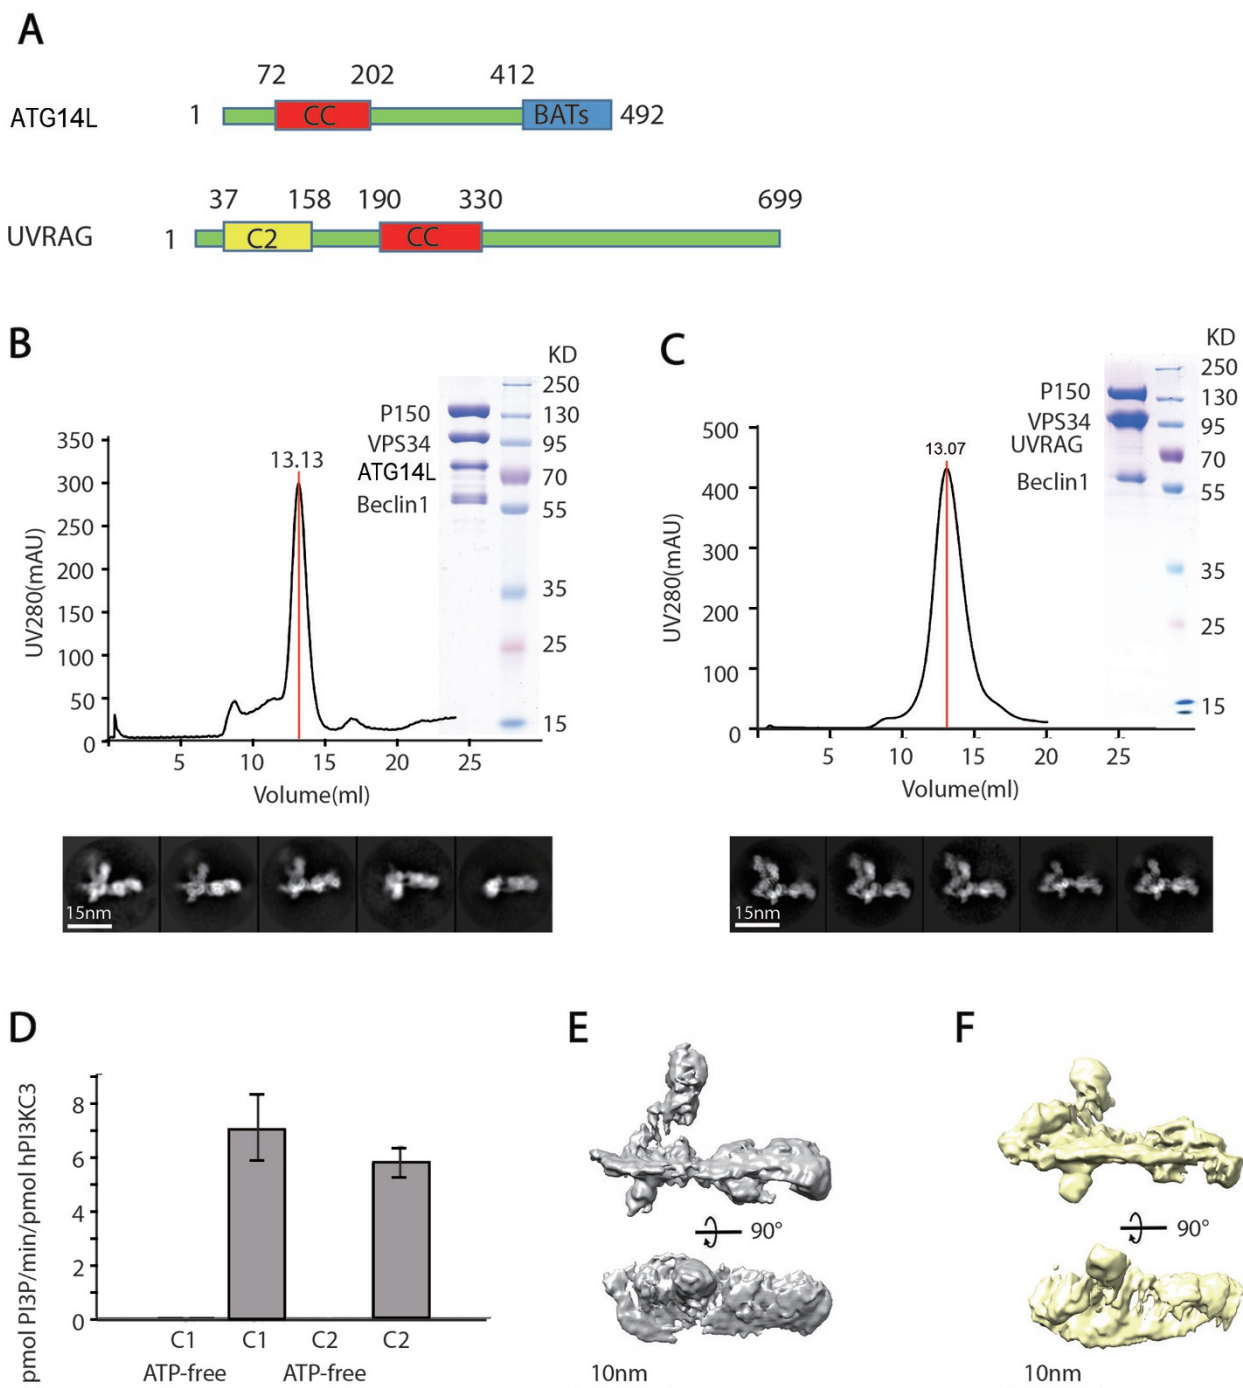 A
72 202 412
ATG14L 1 CC BATs 492
37 158 190 330 699
UVRAG 1 C2 CC
B
KD
250
P150
130
VPS34
95
ATG14L
70
Beclin1
55
35
25
15
13.13
UV280(mAU)
350
300
250
200
150
100
50
0
5 10 15 20 25
Volume(ml)
15nm
C
KD
250
P150
130
VPS34
95
UVRAG
70
Beclin1
55
35
25
15
13.07
UV280(mAU)
500
400
300
200
100
0
5 10 15 20 25
Volume(ml)
15nm
D
pmol PI3P/min/pmol hPI3KC3
8
6
4
2
0
C1 C1 C2 C2
ATP-free ATP-free
E
90°
10nm
F
90°
10nm